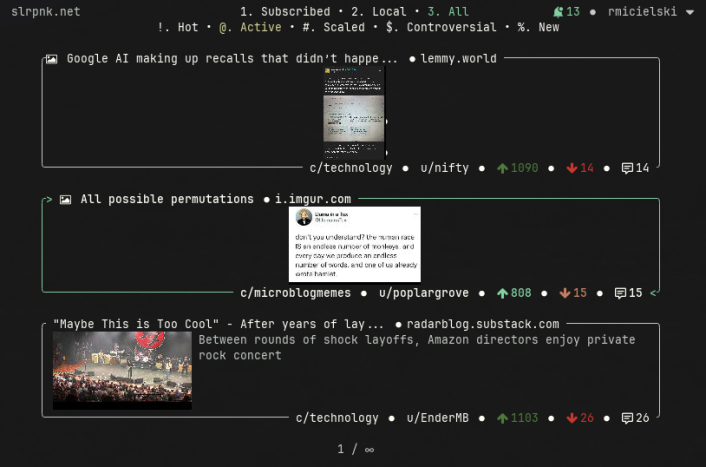 slrpnk.net 1. Subscribed • 2. Local • 3. All 13 ● rmicielski
!. Hot • @. Active • #. Scaled • $. Controversial • %. New
Google AI making up recalls that didn’t happe... ● lemmy.world
c/technology ● u/nifty ● 1090 ● 14 ● 14
> All possible permutations ● i.imgur.com
don't you understand? the human race
IS an endless number of monkeys, and
every day we produce an endless
number of words, and one of us already
wrote hamlet.
c/microblogmemes ● u/poplargrove ● 808 ● 15 ● 15 <
"Maybe This is Too Cool" - After years of lay... ● radarblog.substack.com
Between rounds of shock layoffs, Amazon directors enjoy private
rock concert
c/technology ● u/EnderMB ● 1103 ● 26 ● 26
1 / ∞